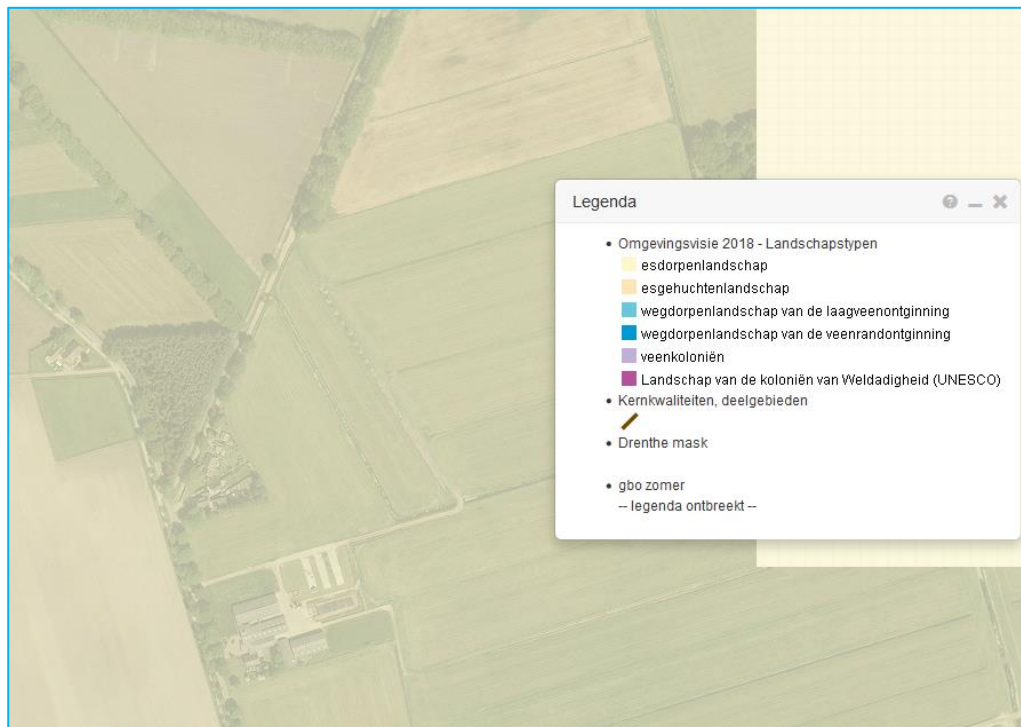 Legenda
Omgevingsvisie 2018 - Landschapstypen
esdorpenlandschap
esgehuchtenlandschap
wegdorpenlandschap van de laagveenontginning
wegdorpenlandschap van de veenrandontginning
veenkoloniën
Landschap van de koloniën van Weldadigheid (UNESCO)
Kernkwaliteiten, deelgebieden
Drenthe mask
gbo zomer
-- legenda ontbreekt --